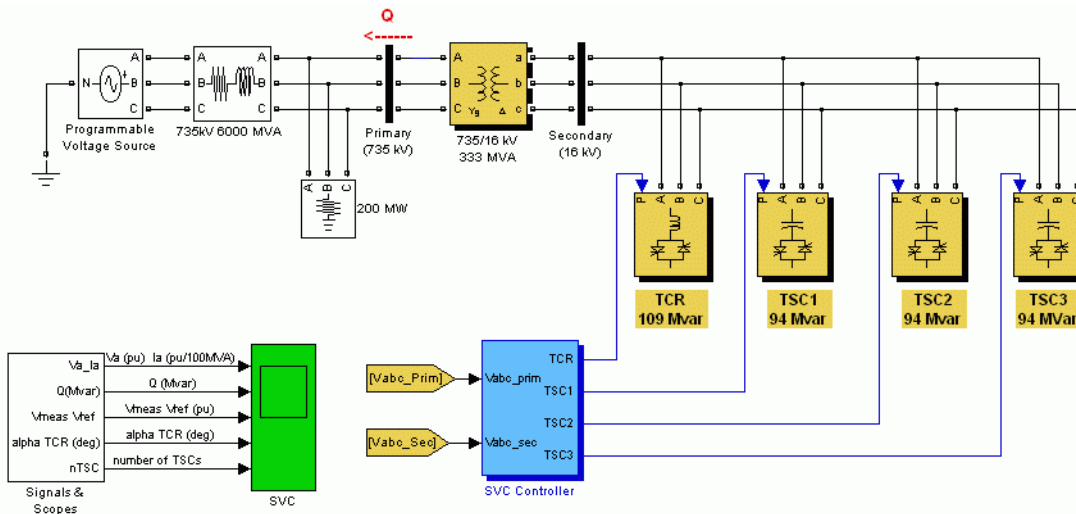 Q
<------
N
A
B
C
Programmable
Voltage Source
A
B
C
A
B
C
735kV 6000 MVA
A B C
200 MW
Primary
(735 kV)
A
B
C
Yg
Δ
a
b
c
735/16 kV
333 MVA
Secondary
(16 kV)
P A B C
TCR
109 Mvar
P A B C
TSC1
94 Mvar
P A B C
TSC2
94 Mvar
P A B C
TSC3
94 MVar
Va_Ia
Q(Mvar)
Vmeas Vref
alpha TCR (deg)
nTSC
Signals &
Scopes
Va (pu) Ia (pu/100MVA)
Q (Mvar)
Vmeas Vref (pu)
alpha TCR (deg)
number of TSCs
SVC
[Vabc_Prim]
[Vabc_Sec]
Vabc_prim
Vabc_sec
TCR
TSC1
TSC2
TSC3
SVC Controller